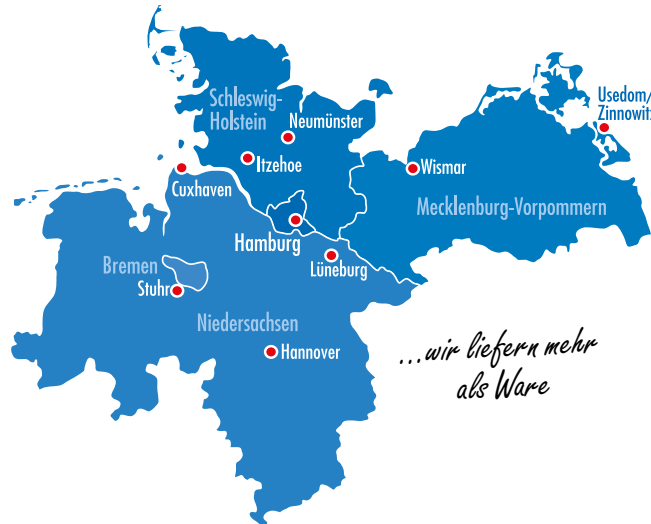 Schleswig-
Holstein
Neumünster
Itzehoe
Cuxhaven
Usedom/
Zinnowitz
Wismar
Mecklenburg-Vorpommern
Hamburg
Lüneburg
Bremen
Stuhr
Niedersachsen
Hannover
...wir liefern mehr
als Ware